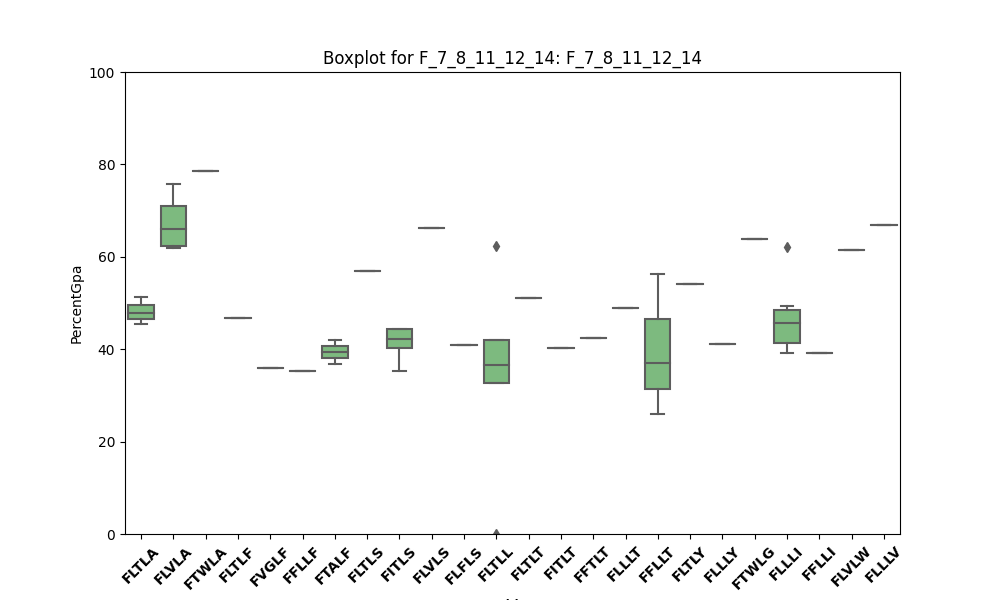 Boxplot for F_7_8_11_12_14: F_7_8_11_12_14
100
80
60
40
20
0
PercentGpa
FLTLA
FLVLA
FTWLA
FLTLF
FVGLF
FFLLF
FTALF
FLTLS
FITLS
FLVLS
FLFLS
FLTLL
FLTLT
FITLT
FFTLT
FLLLT
FFLLT
FLTLY
FLLLY
FTWLG
FLLLI
FFLLI
FLVLW
FLLLV